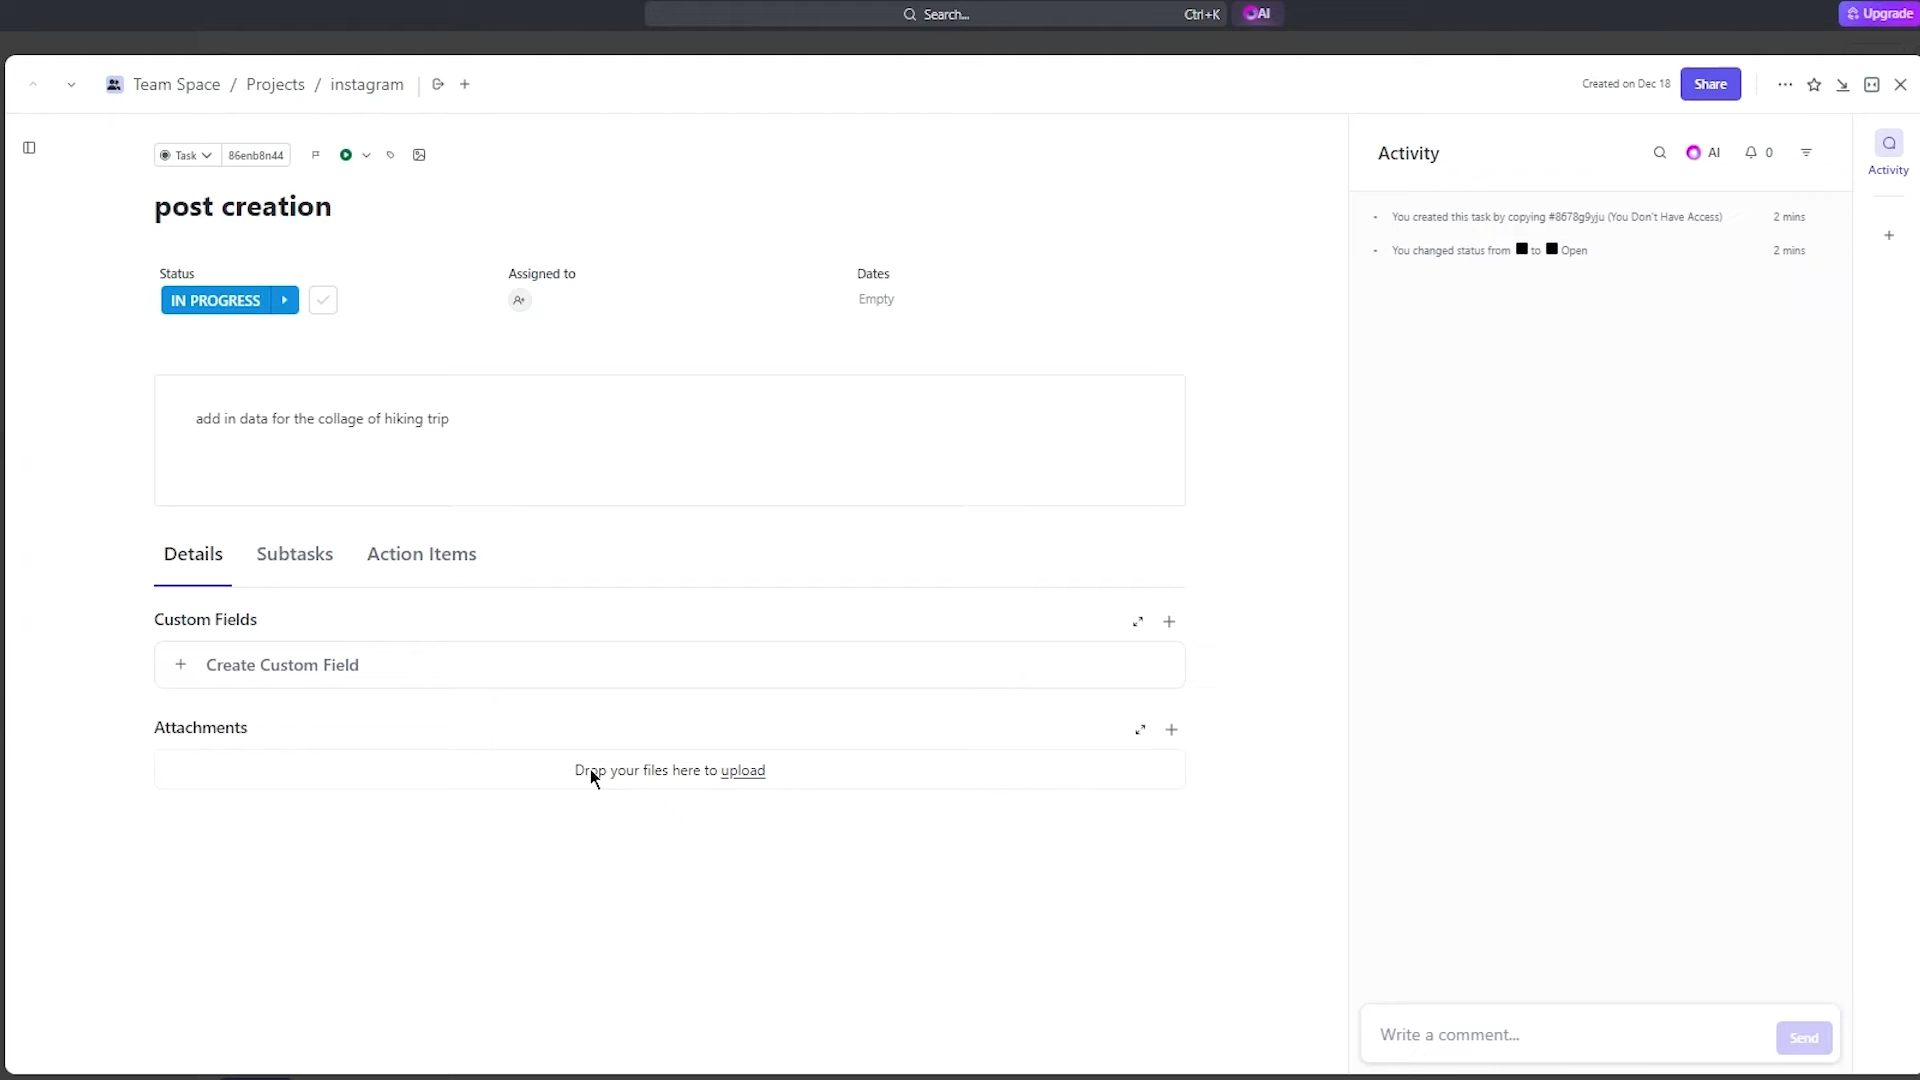 Search...
Ctrl+K
AI
Upgrade
Team Space / Projects / instagram
Created on Dec 18
Share
Task
86enb8n44
post creation
Status
Assigned to
Dates
IN PROGRESS
Empty
add in data for the collage of hiking trip
Details
Subtasks
Action Items
Custom Fields
Create Custom Field
Attachments
Drop your files here to upload
Activity
AI
0
You created this task by copying #8678g9yju (You Don't Have Access)
2 mins
You changed status from to Open
2 mins
Write a comment...
Send
Activity